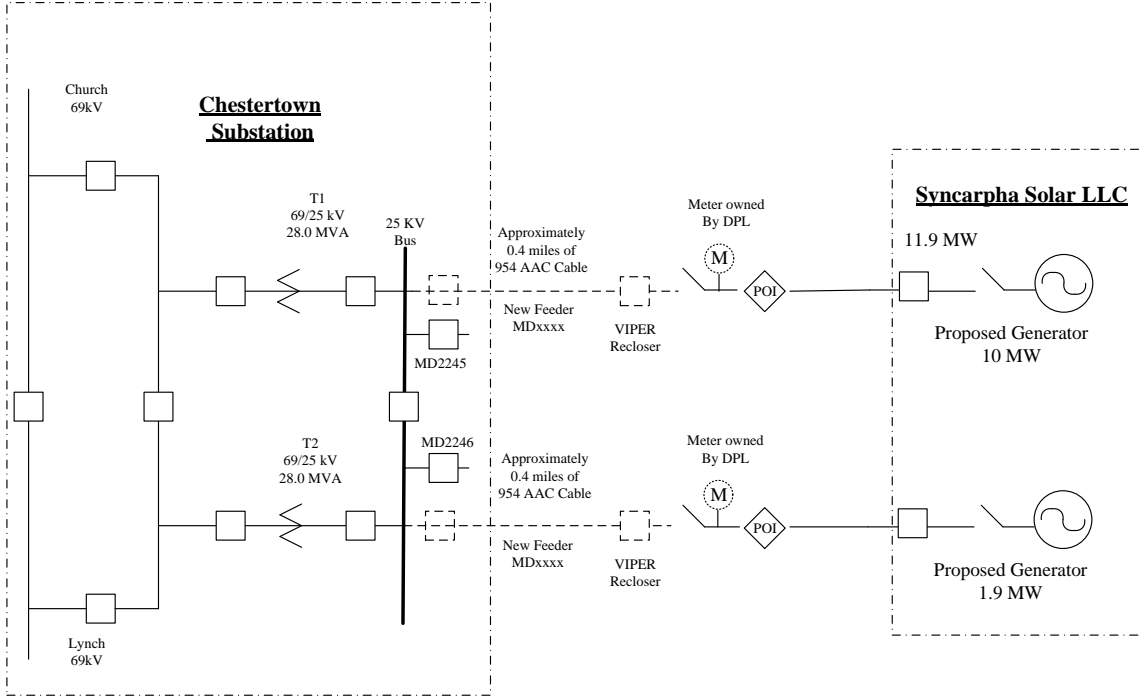 Church
69kV
Chestertown
Substation
T1
69/25 kV
28.0 MVA
25 KV
Bus
Approximately
0.4 miles of
954 AAC Cable
New Feeder
MDxxxx
MD2245
VIPER
Recloser
Meter owned
By DPL
M
POI
Syncarpha Solar LLC
11.9 MW
Proposed Generator
10 MW
T2
69/25 kV
28.0 MVA
MD2246
Approximately
0.4 miles of
954 AAC Cable
New Feeder
MDxxxx
VIPER
Recloser
Meter owned
By DPL
M
POI
Proposed Generator
1.9 MW
Lynch
69kV